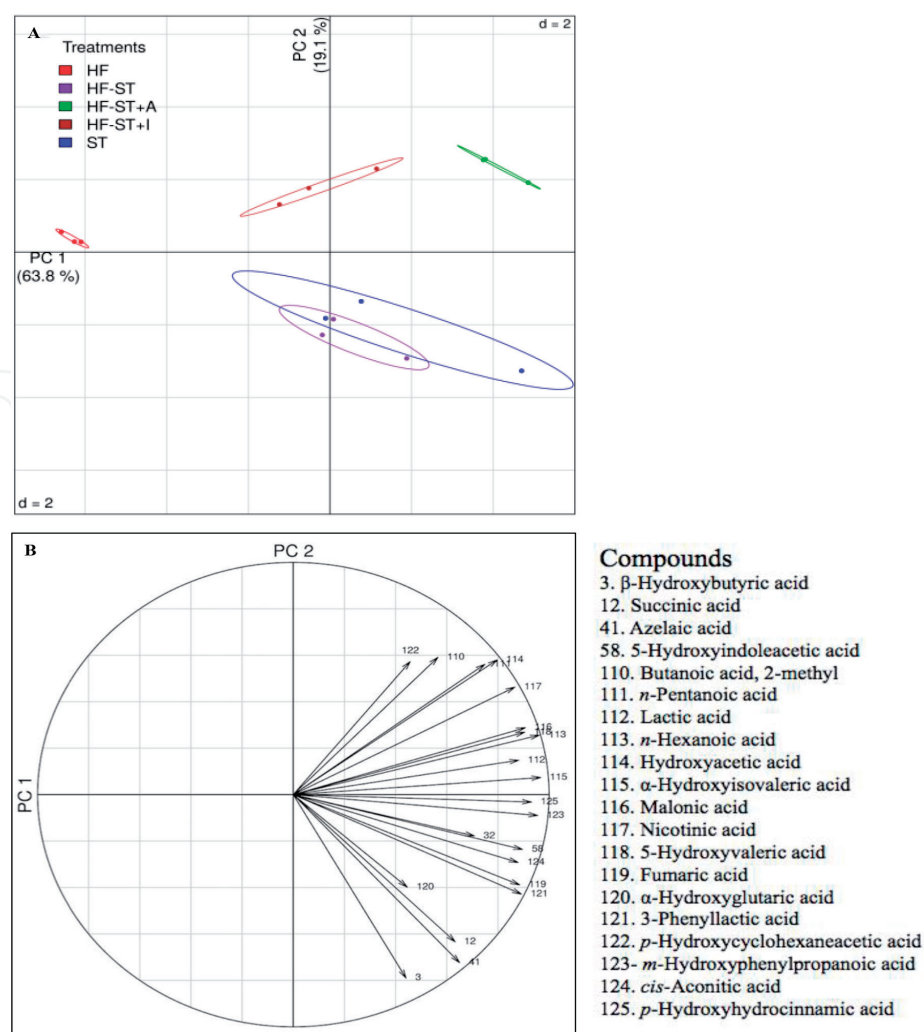 A
d = 2
PC 2
(19.1 %)
Treatments
HF
HF-ST
HF-ST+A
HF-ST+I
ST
PC 1
(63.8 %)
d = 2
B
PC 2
PC 1
122
110
114
117
113
112
115
125
123
32
58
124
119
121
120
12
41
3
Compounds
3. β-Hydroxybutyric acid
12. Succinic acid
41. Azelaic acid
58. 5-Hydroxyindoleacetic acid
110. Butanoic acid, 2-methyl
111. n-Pentanoic acid
112. Lactic acid
113. n-Hexanoic acid
114. Hydroxyacetic acid
115. α-Hydroxyisovaleric acid
116. Malonic acid
117. Nicotinic acid
118. 5-Hydroxyvaleric acid
119. Fumaric acid
120. α-Hydroxyglutaric acid
121. 3-Phenyllactic acid
122. p-Hydroxycyclohexaneacetic acid
123- m-Hydroxyphenylpropanoic acid
124. cis-Aconitic acid
125. p-Hydroxyhydrocinnamic acid